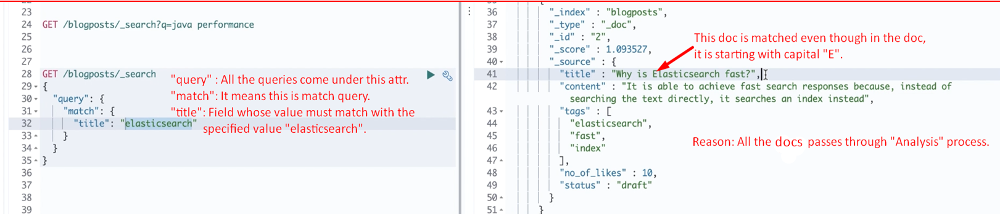 23
24 GET /blogposts/_search?q=java performance
25
26
27
28 GET /blogposts/_search
29 {
30 "query": {
31 "match": {
32 "title": "elasticsearch"
33 }
34 }
35 }
36
37
38
39
"query" : All the queries come under this attr.
"match": It means this is match query.
"title": Field whose value must match with the
specified value "elasticsearch".
36 "_index" : "blogposts",
37 "_type" : "_doc",
38 "_id" : "2",
39 "_score" : 1.093527,
40 "_source" : {
41 "title" : "Why is Elasticsearch fast?",
42 "content" : "It is able to achieve fast search responses because, instead of
searching the text directly, it searches an index instead",
43 "tags" : [
44 "elasticsearch",
45 "fast",
46 "index"
47 ],
48 "no_of_likes" : 10,
49 "status" : "draft"
50 }
51 }
This doc is matched even though in the doc,
it is starting with capital "E".
Reason: All the docs passes through "Analysis" process.